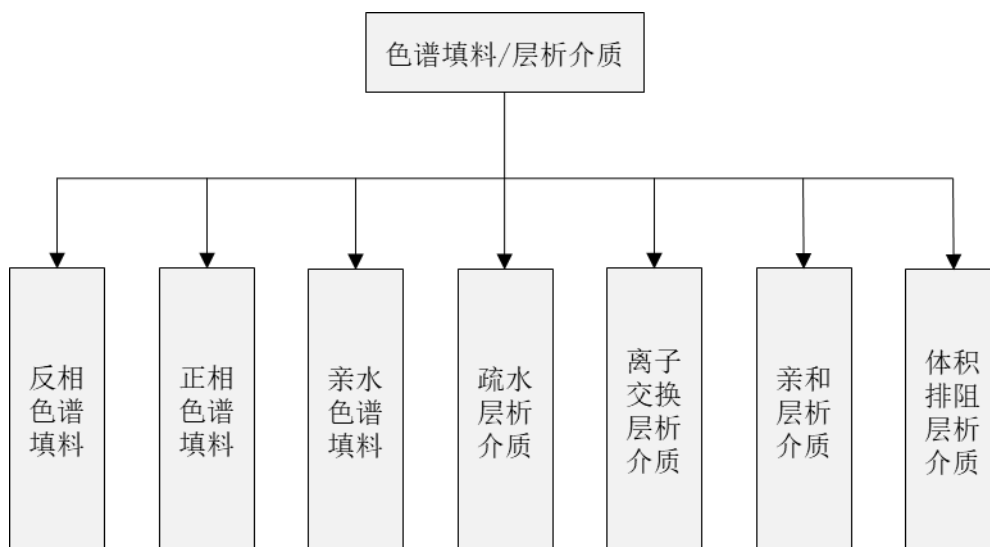 色谱填料/层析介质
反相
色谱
填料
正相
色谱
填料
亲水
色谱
填料
疏水
层析
介质
离子
交换
层析
介质
亲和
层析
介质
体积
排阻
层析
介质